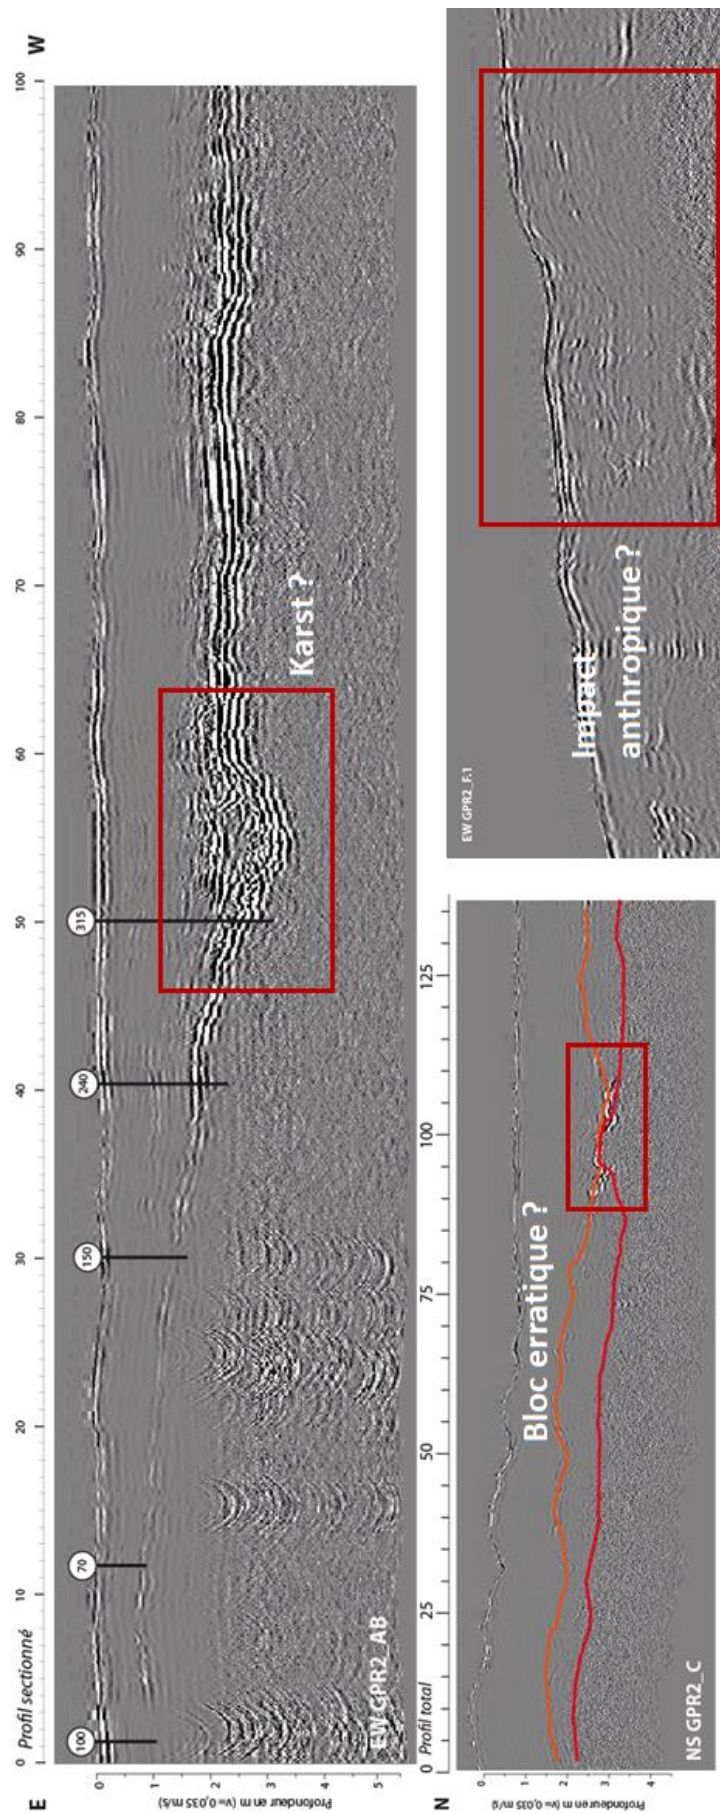 E
W
Profil sectionné
0
10
20
30
40
50
60
70
80
90
100
100
70
150
240
315
0
1
2
3
4
5
Profondeur en m (v= 0,035 m/s)
Karst ?
EW GPR2_AB
N
Profil total
0
25
50
75
100
125
0
1
2
3
4
Profondeur en m (v= 0,035 m/s)
Bloc erratique ?
NS GPR2_C
EW GPR2_F.1
Impact
anthropique ?